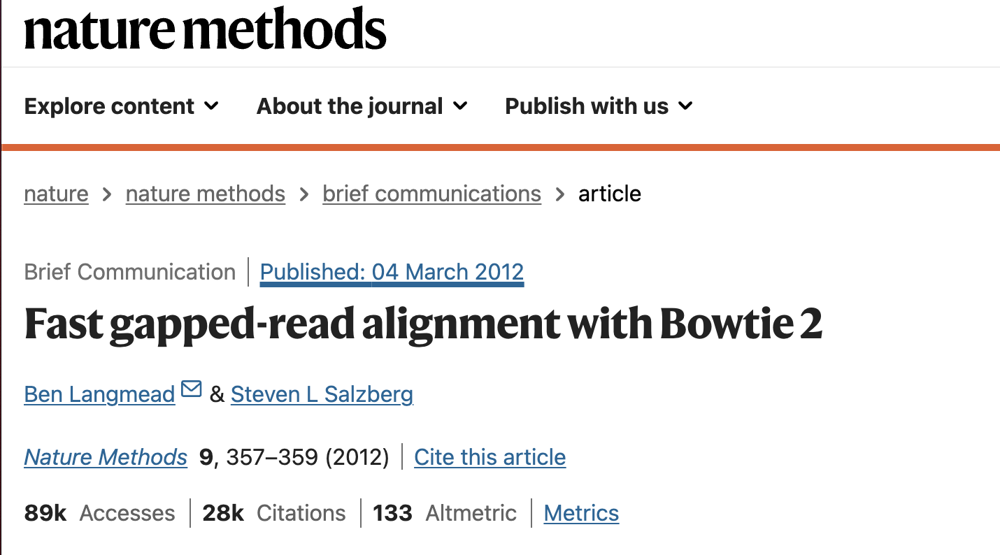 nature methods
Explore content About the journal Publish with us
nature > nature methods > brief communications > article
Brief Communication | Published: 04 March 2012
Fast gapped-read alignment with Bowtie 2
Ben Langmead & Steven L Salzberg
Nature Methods 9, 357–359 (2012) | Cite this article
89k Accesses | 28k Citations | 133 Altmetric | Metrics